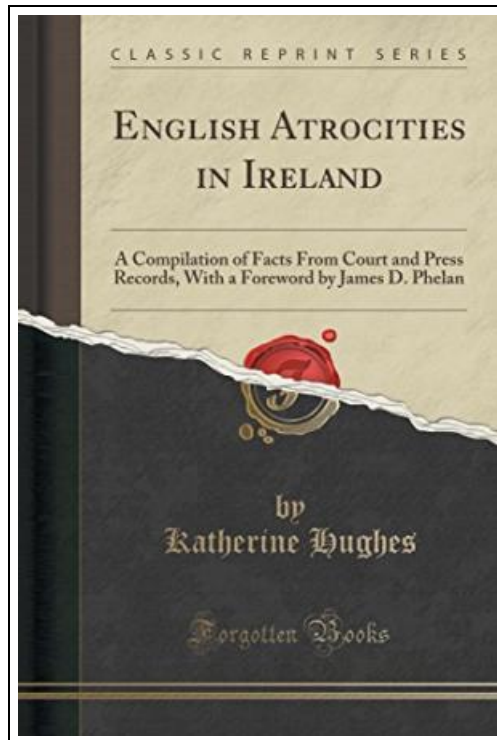 CLASSIC REPRINT SERIES
ENGLISH ATROCITIES
IN IRELAND
A Compilation of Facts From Court and Press
Records, With a Foreword by James D. Phelan
by
Katherine Hughes
Forgotten Books